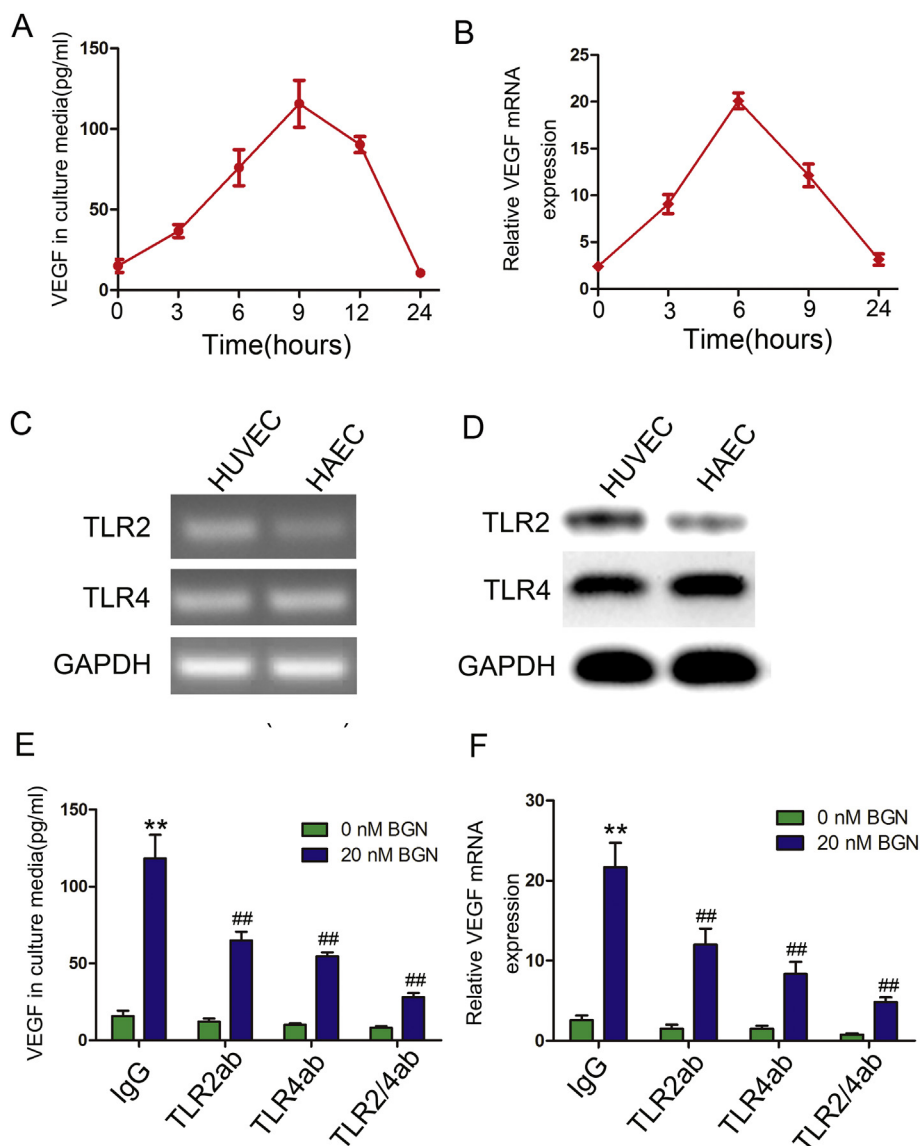 A
VEGF in culture media(pg/ml)
150
100
50
0
0 3 6 9 12 24
Time(hours)
B
Relative VEGF mRNA
expression
25
20
15
10
5
0
0 3 6 9 24
Time(hours)
C
HUVEC HAEC
TLR2
TLR4
GAPDH
D
HUVEC HAEC
TLR2
TLR4
GAPDH
E
VEGF in culture media(pg/ml)
150
100
50
0
** ## ## ##
0 nM BGN
20 nM BGN
IgG TLR2ab TLR4ab TLR2/4ab
F
Relative VEGF mRNA
expression
30
20
10
0
** ## ## ##
0 nM BGN
20 nM BGN
IgG TLR2ab TLR4ab TLR2/4ab